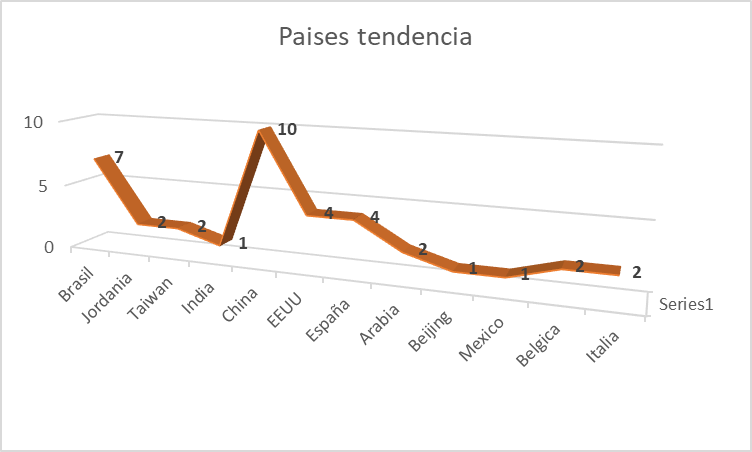 Paises tendencia
10
5
0
7
2
2
1
10
4
4
2
1
1
2
2
Brasil
Jordania
Taiwan
India
China
EEUU
España
Arabia
Beijing
Mexico
Belgica
Italia
Series1